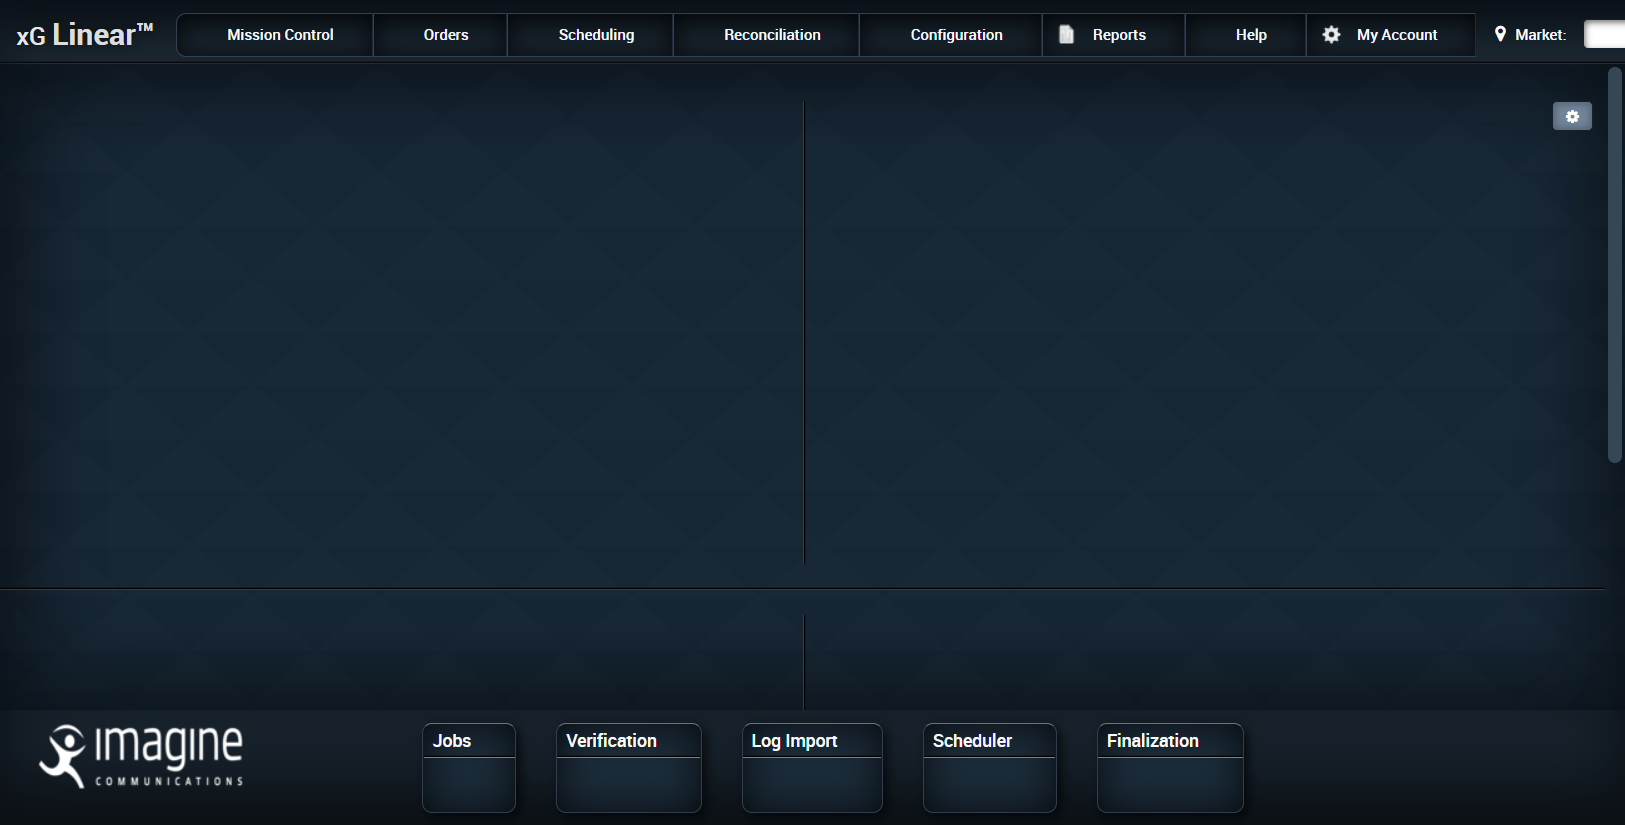 xG Linear™
Mission Control
Orders
Scheduling
Reconciliation
Configuration
Reports
Help
My Account
Market:
imagine
COMMUNICATIONS
Jobs
Verification
Log Import
Scheduler
Finalization